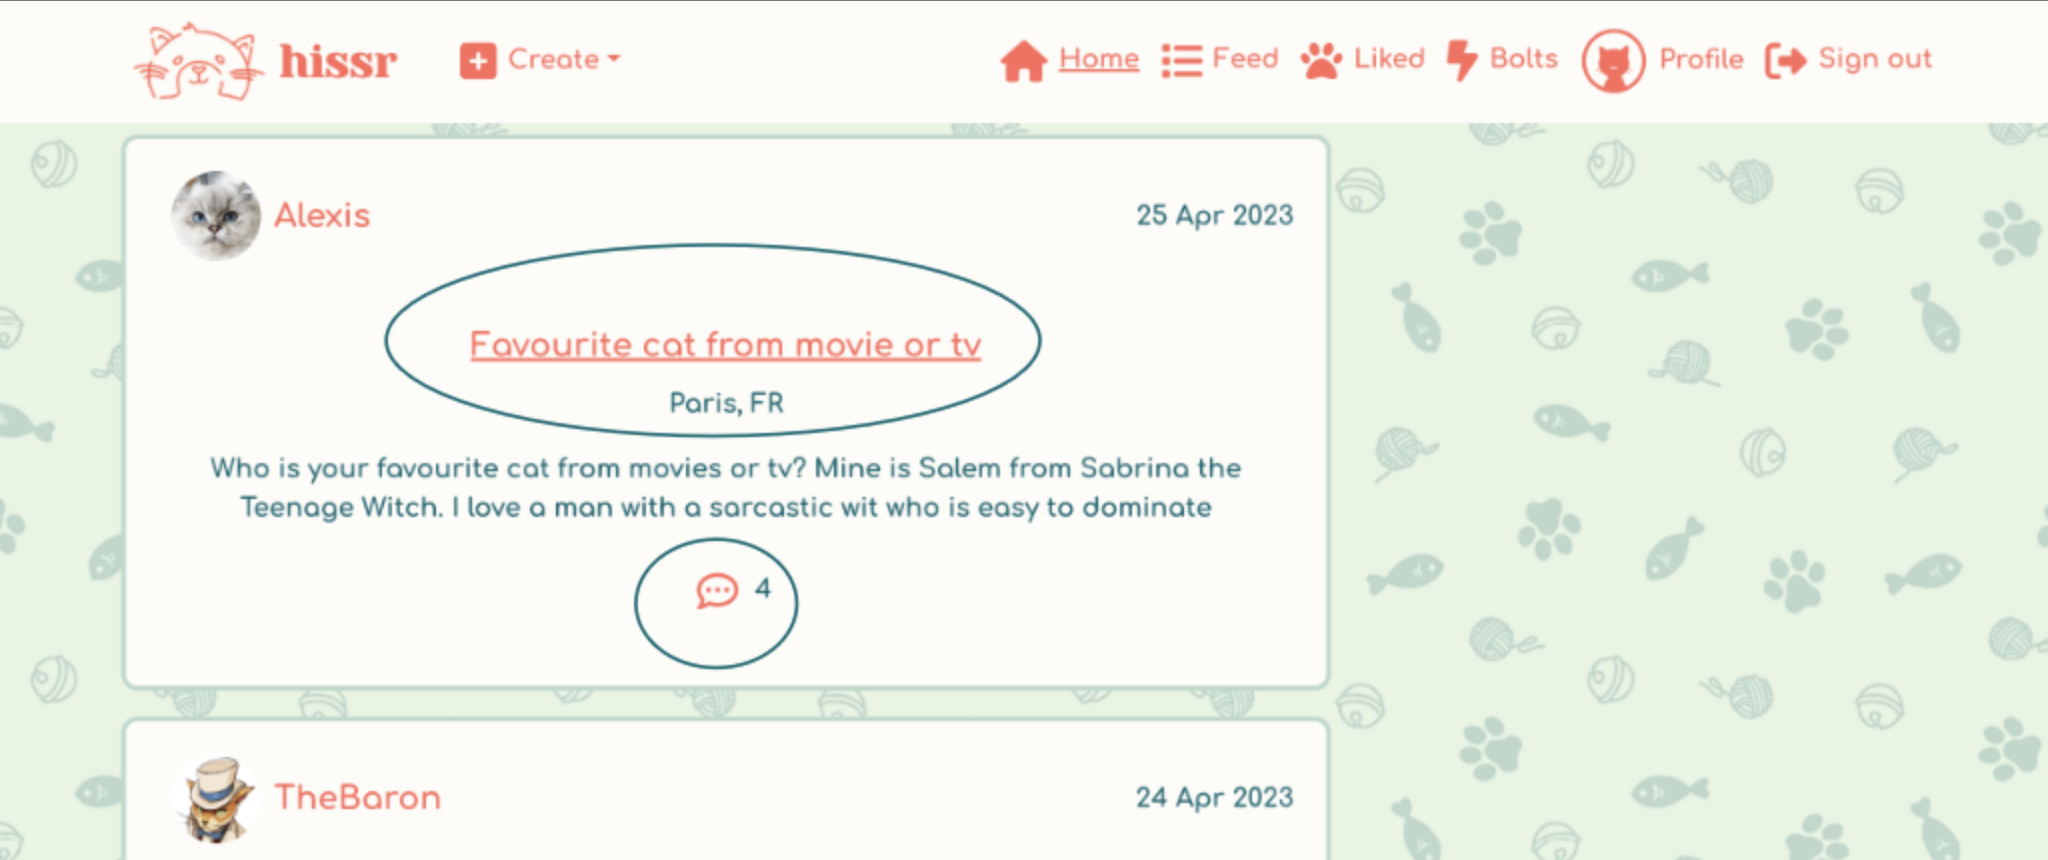 hissr
Create
Home
Feed
Liked
Bolts
Profile
Sign out
Alexis
25 Apr 2023
Favourite cat from movie or tv
Paris, FR
Who is your favourite cat from movies or tv? Mine is Salem from Sabrina the
Teenage Witch. I love a man with a sarcastic wit who is easy to dominate
4
TheBaron
24 Apr 2023